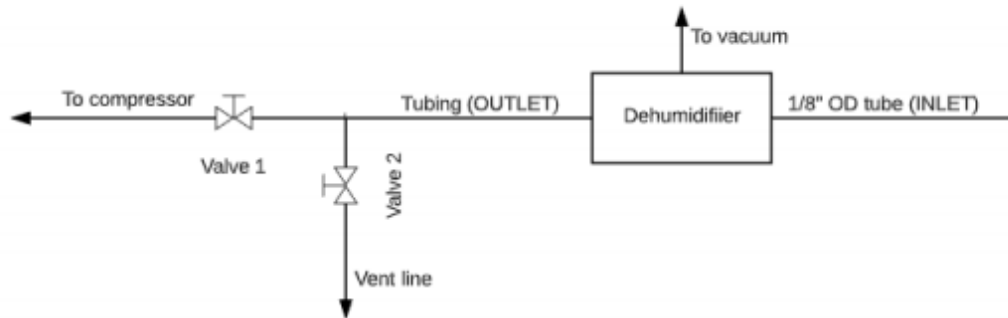 To vacuum
To compressor
Tubing (OUTLET)
Dehumidifiier
1/8" OD tube (INLET)
Valve 1
Valve 2
Vent line